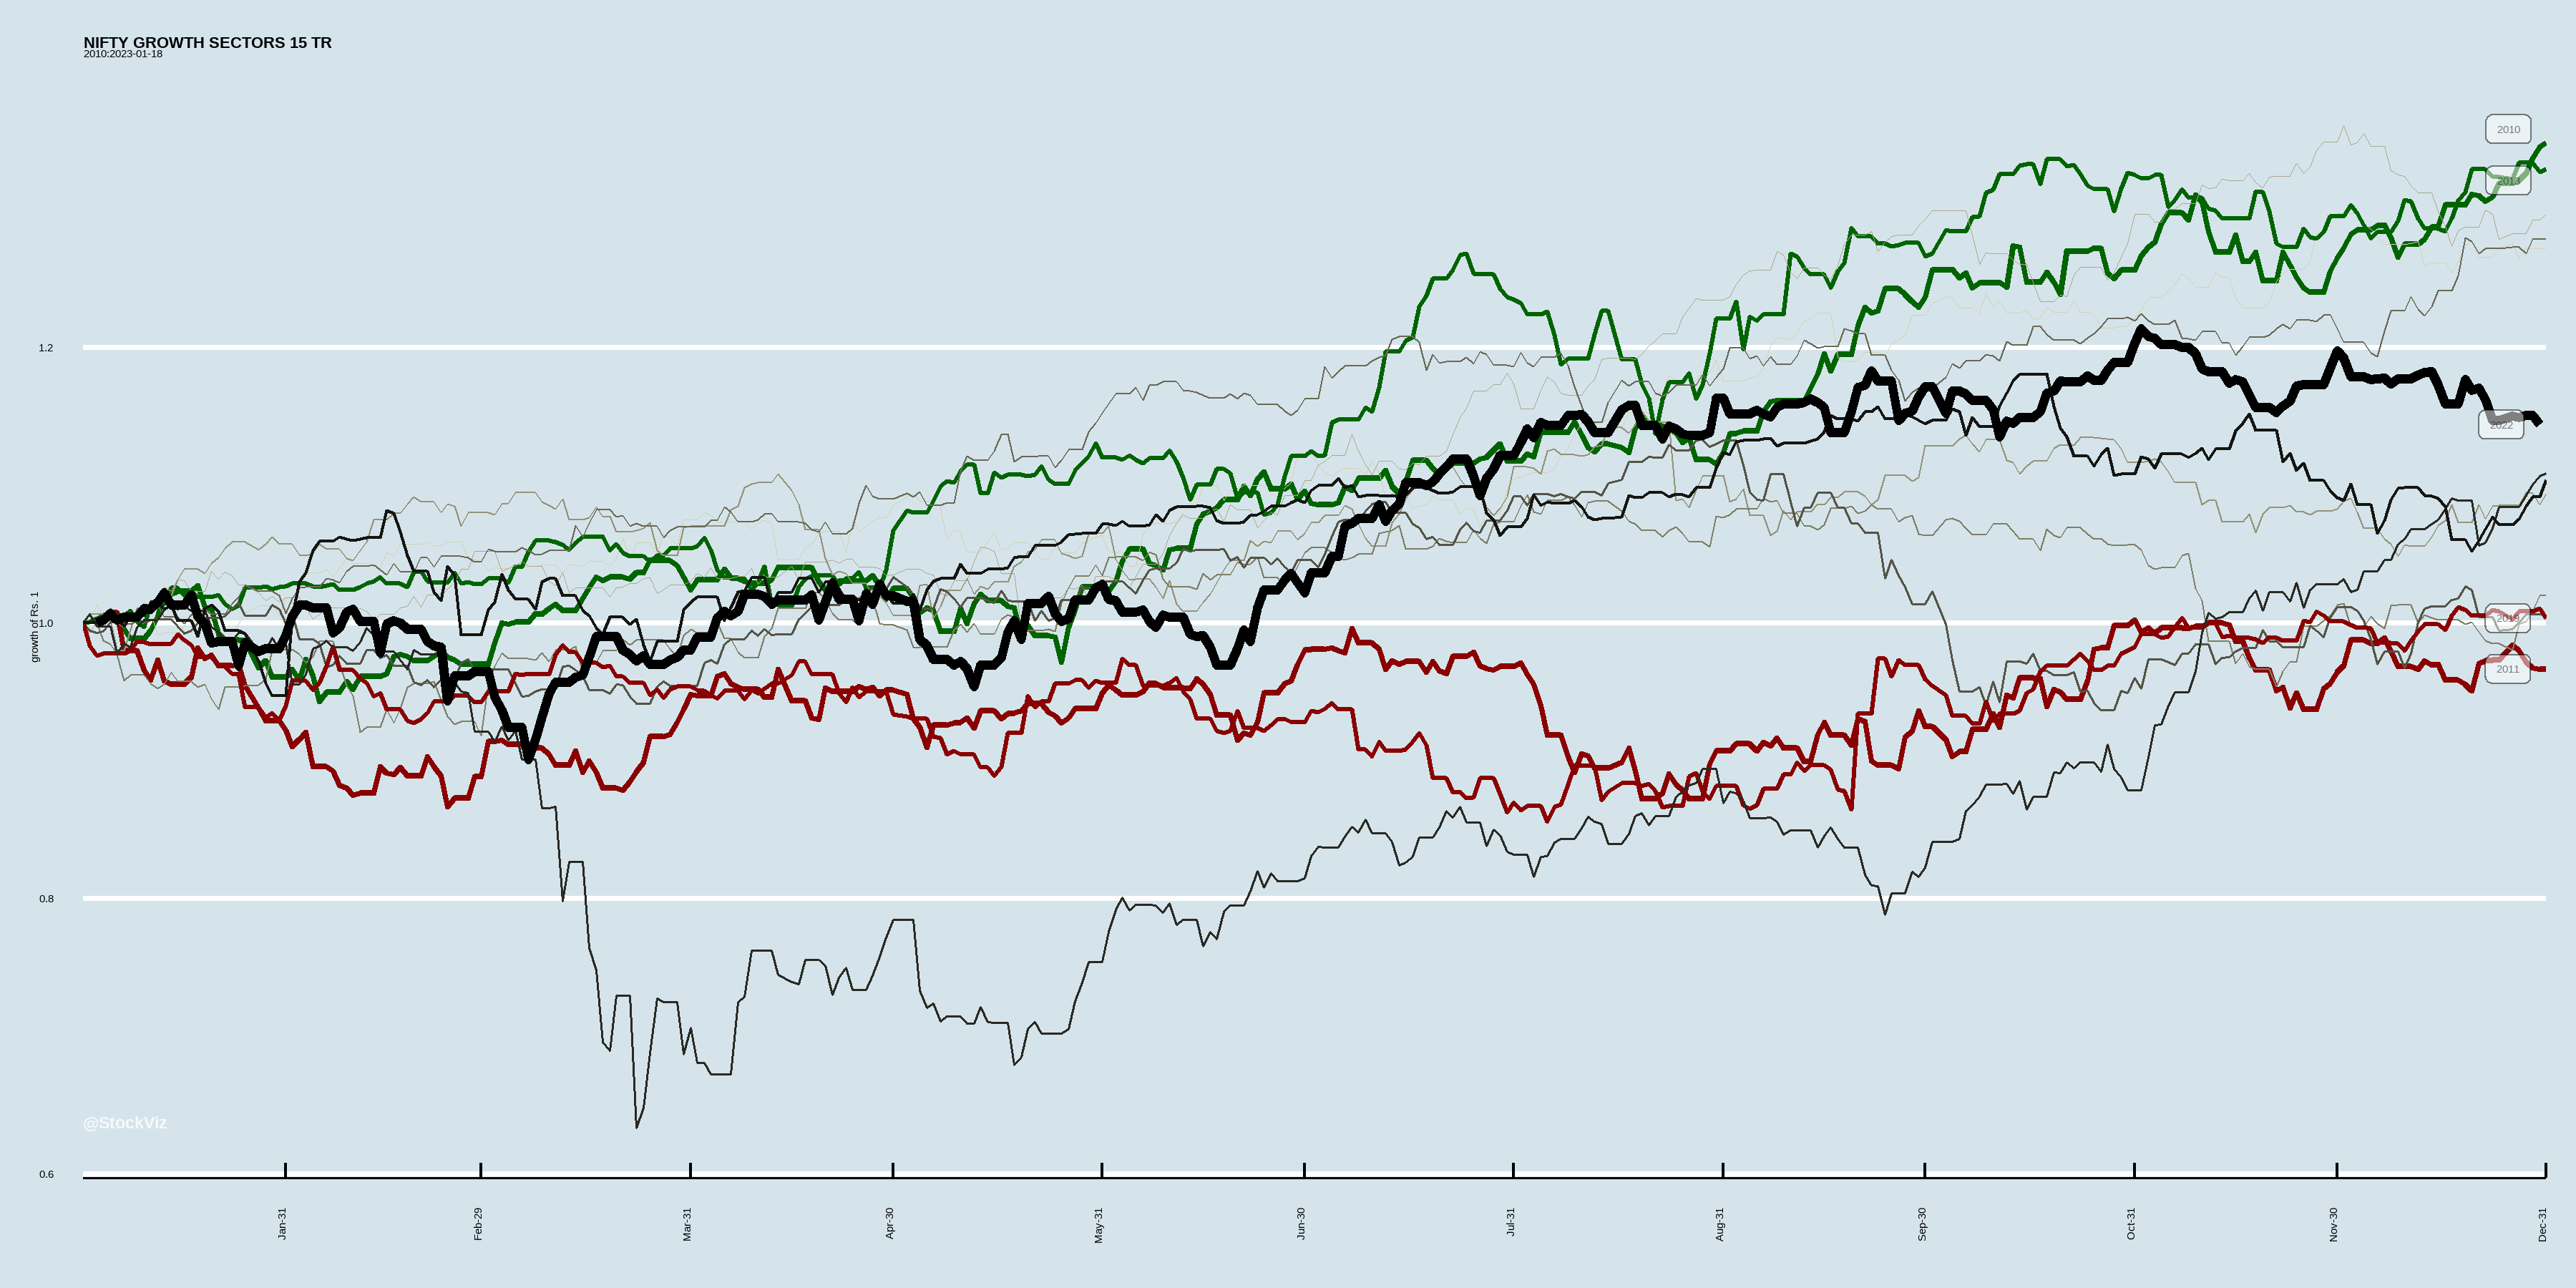 NIFTY GROWTH SECTORS 15 TR
2010:2023-01-18
2010
2013
1.2
2022
growth of Rs. 1
1.0
2019
2011
0.8
@StockViz
0.6
Jan-31
Feb-29
Mar-31
Apr-30
May-31
Jun-30
Jul-31
Aug-31
Sep-30
Oct-31
Nov-30
Dec-31